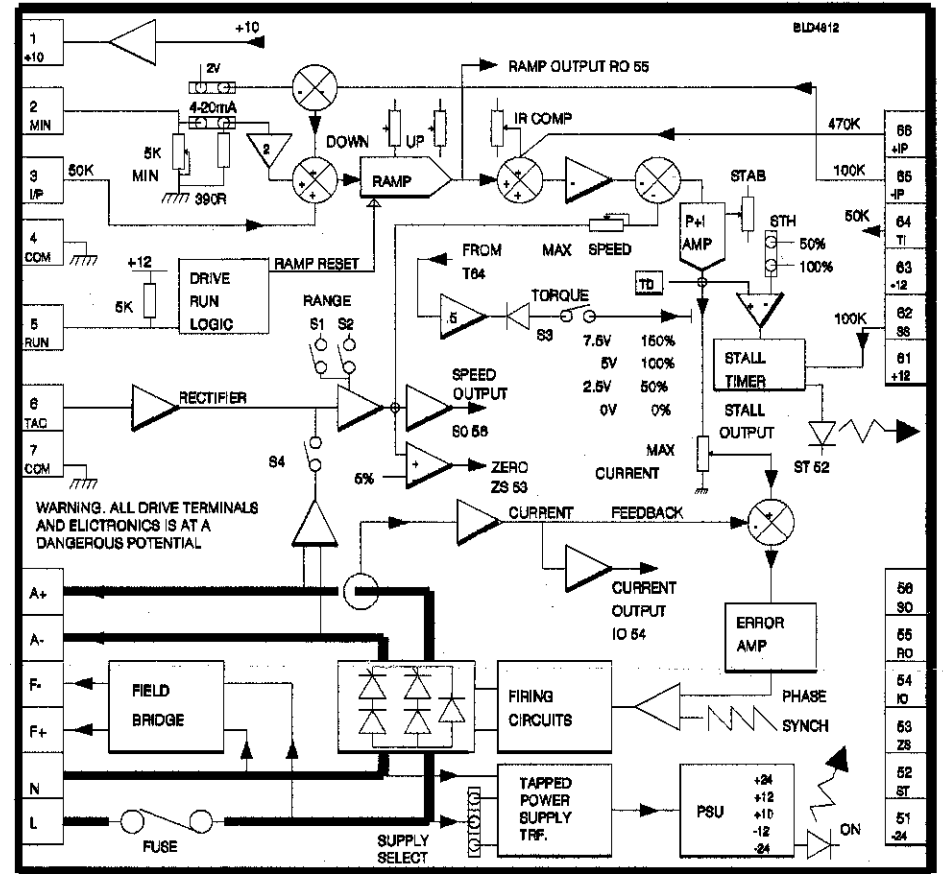 BLD4812
1
+10
+10
2V
RAMP OUTPUT RO 55
2
MIN
4-20mA
DOWN
UP
IR COMP
470K
66
+IP
5K
MIN
2
3
I/P
50K
390R
RAMP
100K
65
-IP
STAB
STH
50K
64
TI
P+I
AMP
50%
100%
63
-12
4
COM
MAX
SPEED
+12
5K
DRIVE
RUN
LOGIC
RAMP RESET
FROM
T64
TD
62
SS
100K
5
RUN
RANGE
S1
S2
.5
TORQUE
S3
7.5V 150%
5V 100%
2.5V 50%
0V 0%
STALL
TIMER
61
+12
6
TAC
RECTIFIER
SPEED
OUTPUT
SO 56
STALL
OUTPUT
ST 52
7
COM
S4
5%
ZERO
ZS 53
MAX
CURRENT
WARNING. ALL DRIVE TERMINALS
AND ELICTRONICS IS AT A
DANGEROUS POTENTIAL
CURRENT
FEEDBACK
A+
CURRENT
OUTPUT
IO 54
56
SO
A-
ERROR
AMP
55
RO
F-
FIELD
BRIDGE
FIRING
CIRCUITS
PHASE
SYNCH
54
IO
F+
53
ZS
N
TAPPED
POWER
SUPPLY
TRF.
PSU
+24
+12
+10
-12
-24
52
ST
L
FUSE
SUPPLY
SELECT
ON
51
-24